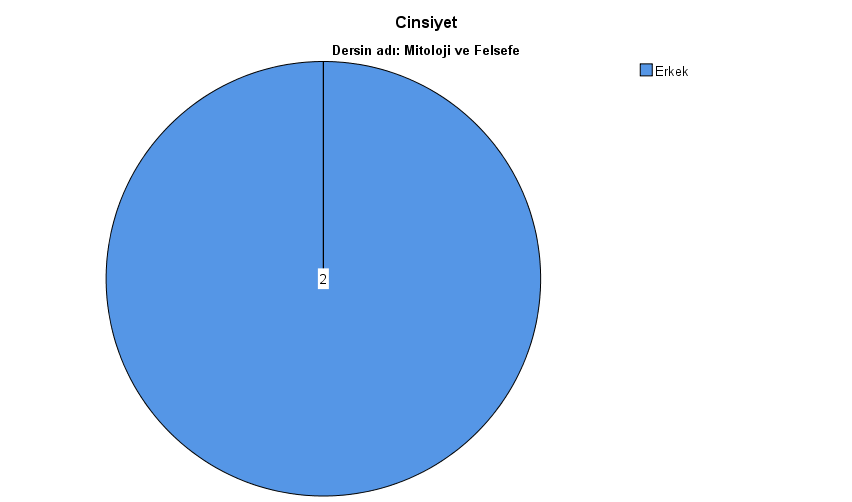 Cinsiyet
Dersin adı: Mitoloji ve Felsefe
Erkek
2